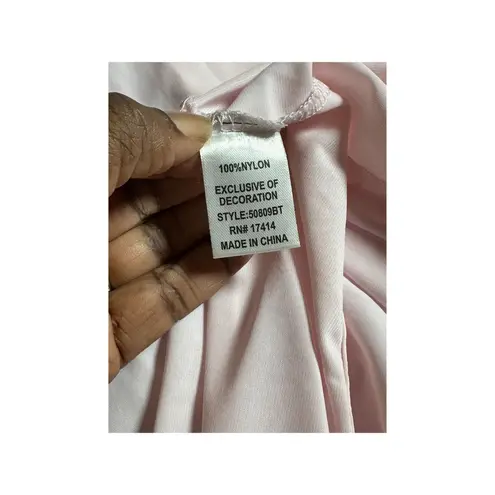 100%NYLON
EXCLUSIVE OF
DECORATION
STYLE:50809BT
RN# 17414
MADE IN CHINA